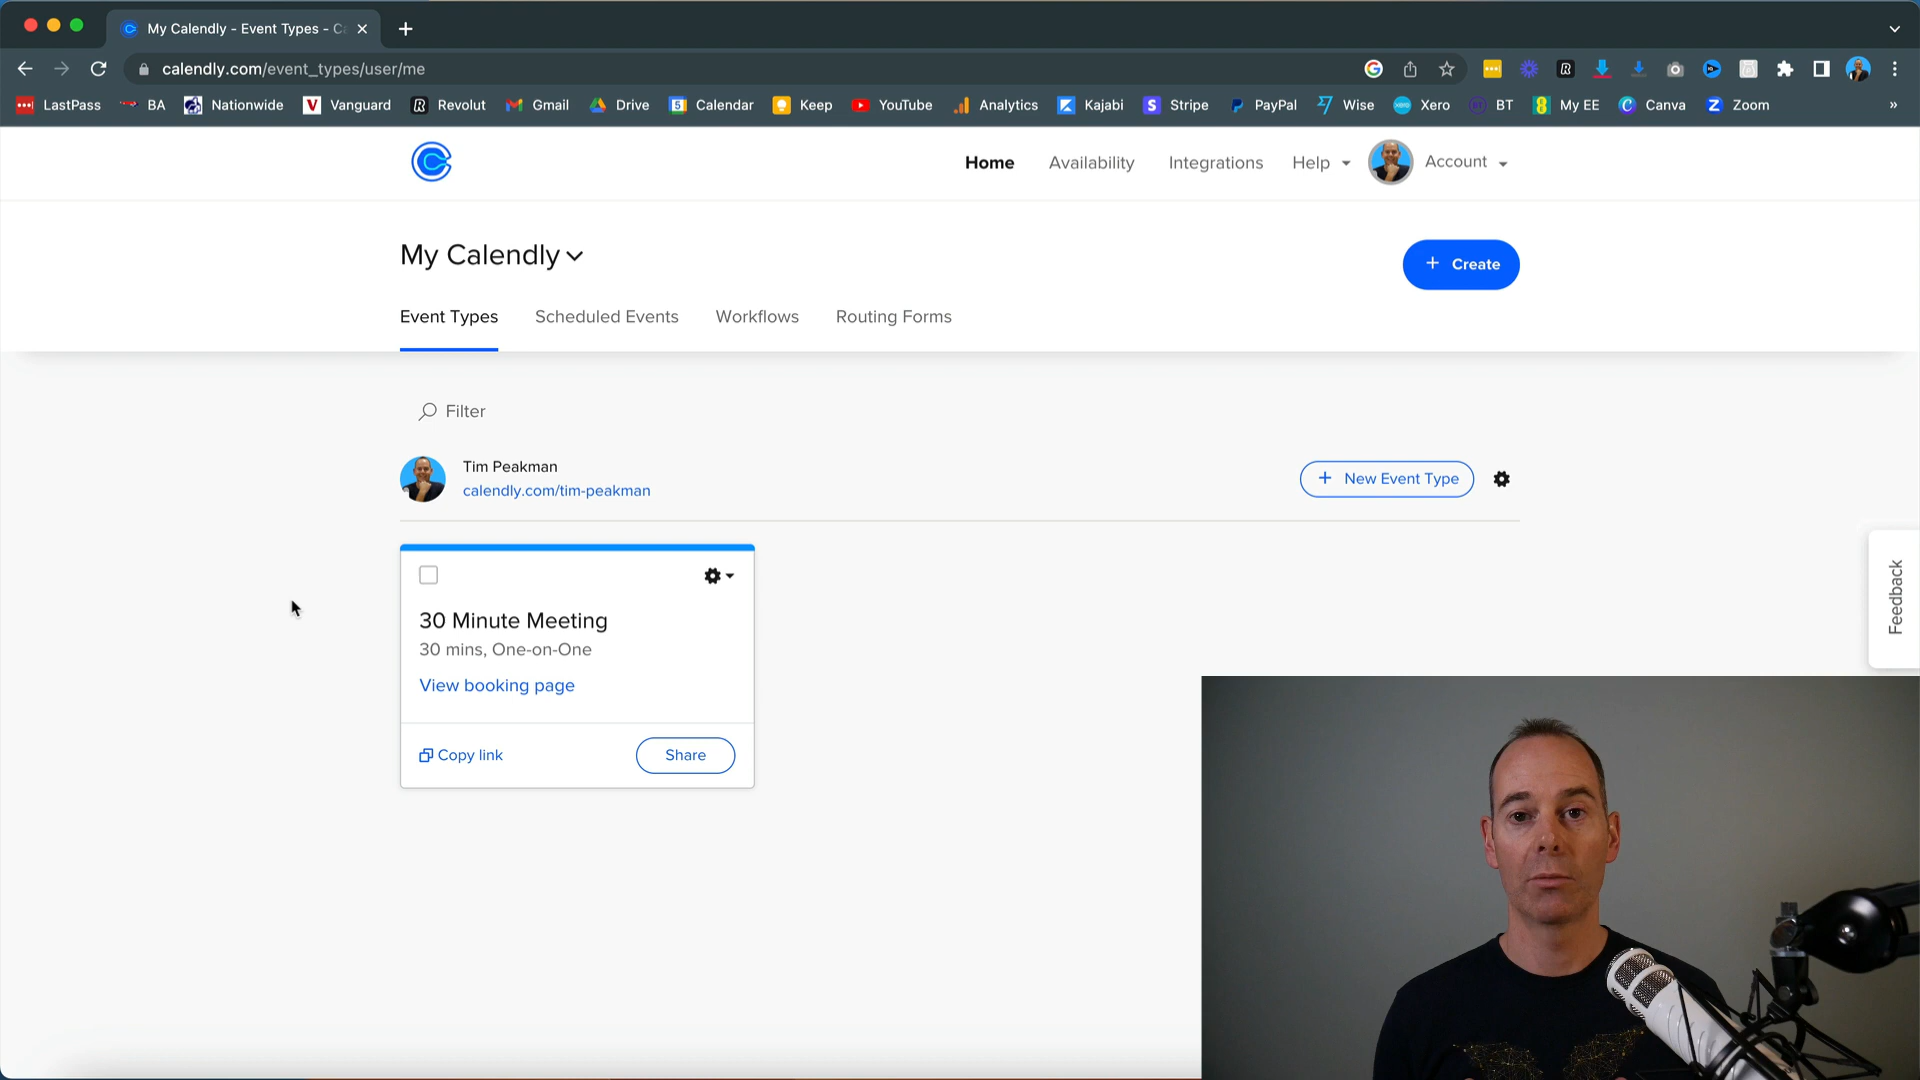 My Calendly - Event Types - C
calendly.com/event_types/user/me
LastPass BA Nationwide Vanguard Revolut Gmail Drive Calendar Keep YouTube Analytics Kajabi Stripe PayPal Wise Xero BT My EE Canva Zoom
Home Availability Integrations Help Account
My Calendly
+ Create
Event Types Scheduled Events Workflows Routing Forms
Filter
Tim Peakman
calendly.com/tim-peakman
+ New Event Type
30 Minute Meeting
30 mins, One-on-One
View booking page
Copy link Share
Feedback